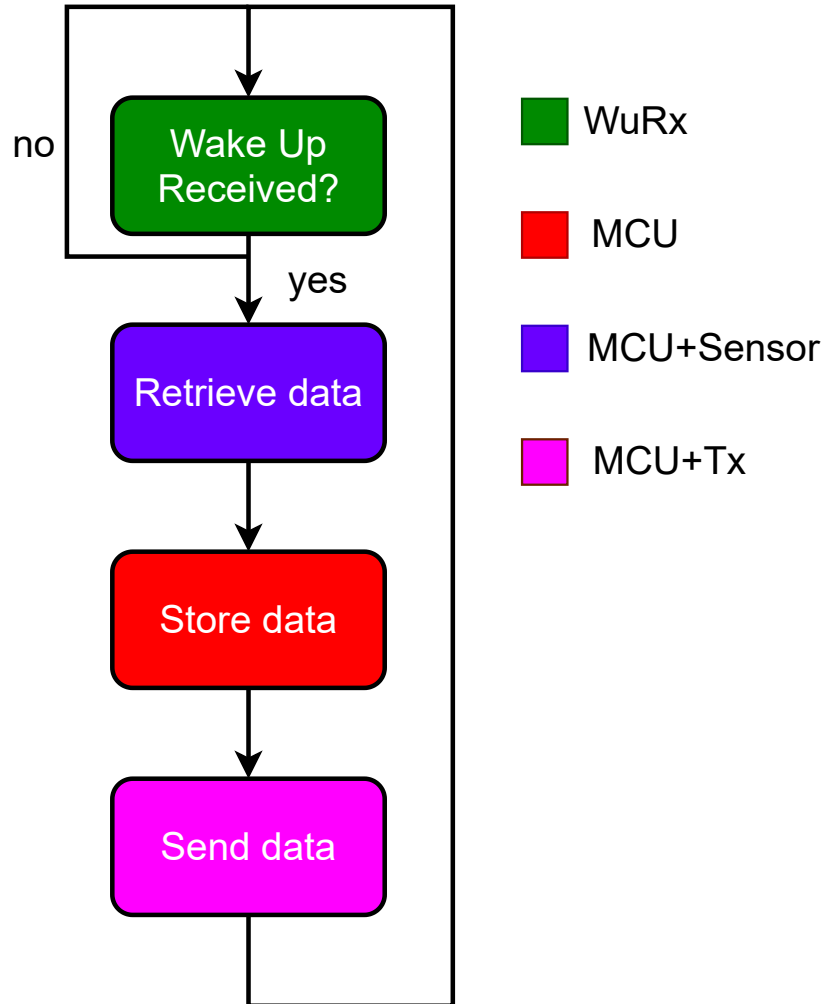 no
Wake Up
Received?
yes
Retrieve data
Store data
Send data
WuRx
MCU
MCU+Sensor
MCU+Tx